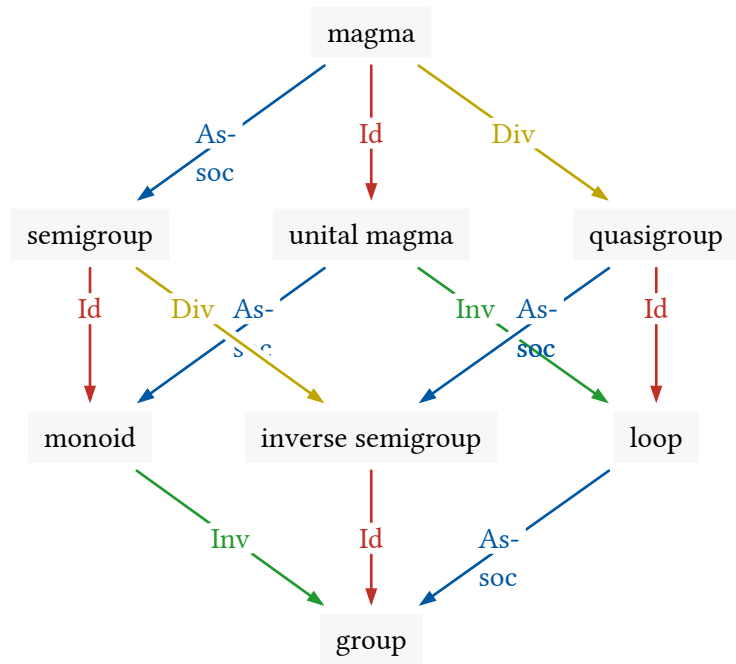 magma
As-
soc
Id
Div
semigroup
unital magma
quasigroup
Id
Div
As-
soc
Inv
As-
soc
Id
monoid
inverse semigroup
loop
Inv
Id
As-
soc
group